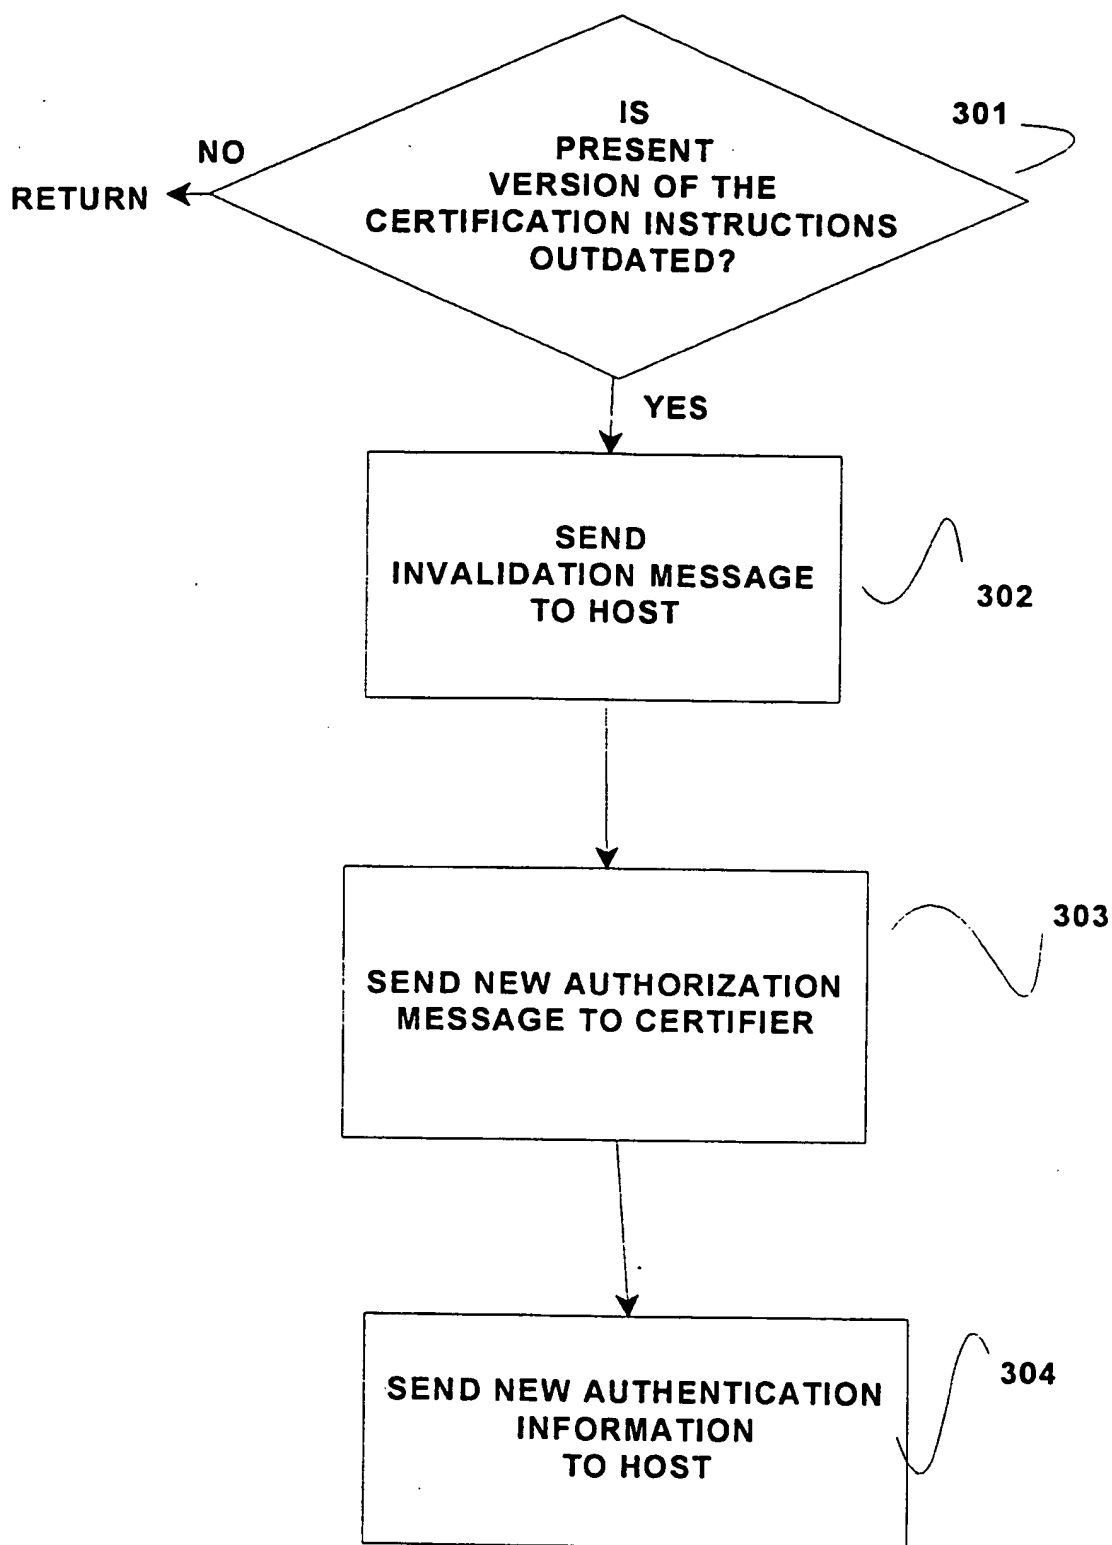 IS
PRESENT
VERSION OF THE
CERTIFICATION INSTRUCTIONS
OUTDATED?
301
NO
RETURN
YES
SEND
INVALIDATION MESSAGE
TO HOST
302
SEND NEW AUTHORIZATION
MESSAGE TO CERTIFIER
303
SEND NEW AUTHENTICATION
INFORMATION
TO HOST
304